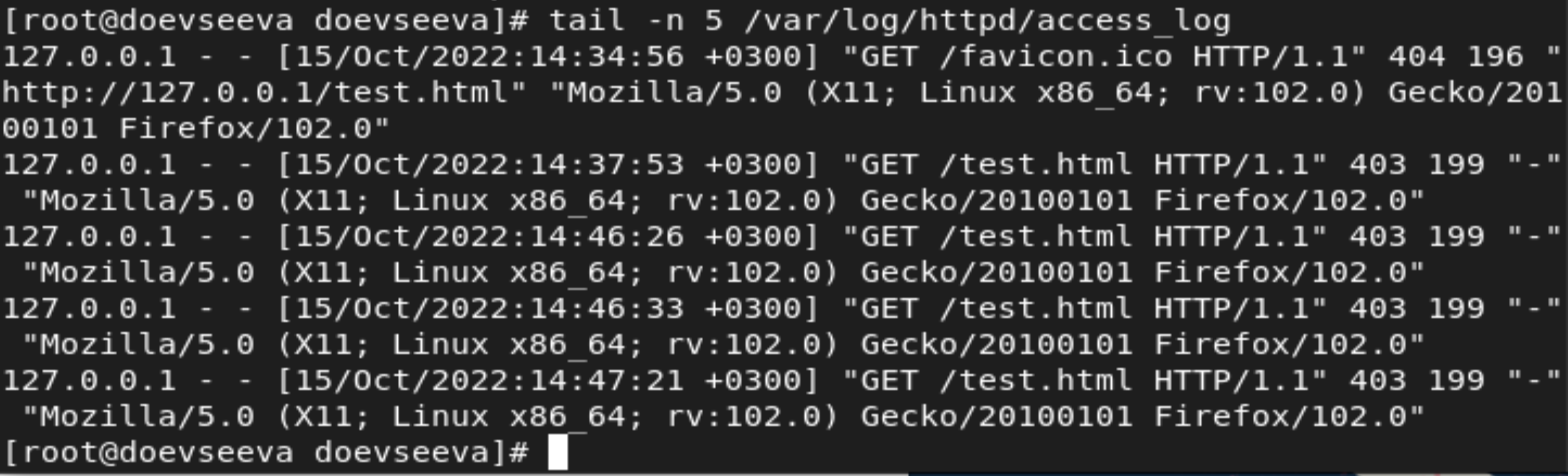 [root@doevseeva doevseeva]# tail -n 5 /var/log/httpd/access_log
127.0.0.1 - - [15/Oct/2022:14:34:56 +0300] "GET /favicon.ico HTTP/1.1" 404 196 "
http://127.0.0.1/test.html" "Mozilla/5.0 (X11; Linux x86_64; rv:102.0) Gecko/201
00101 Firefox/102.0"
127.0.0.1 - - [15/Oct/2022:14:37:53 +0300] "GET /test.html HTTP/1.1" 403 199 "-"
 "Mozilla/5.0 (X11; Linux x86_64; rv:102.0) Gecko/20100101 Firefox/102.0"
127.0.0.1 - - [15/Oct/2022:14:46:26 +0300] "GET /test.html HTTP/1.1" 403 199 "-"
 "Mozilla/5.0 (X11; Linux x86_64; rv:102.0) Gecko/20100101 Firefox/102.0"
127.0.0.1 - - [15/Oct/2022:14:46:33 +0300] "GET /test.html HTTP/1.1" 403 199 "-"
 "Mozilla/5.0 (X11; Linux x86_64; rv:102.0) Gecko/20100101 Firefox/102.0"
127.0.0.1 - - [15/Oct/2022:14:47:21 +0300] "GET /test.html HTTP/1.1" 403 199 "-"
 "Mozilla/5.0 (X11; Linux x86_64; rv:102.0) Gecko/20100101 Firefox/102.0"
[root@doevseeva doevseeva]#